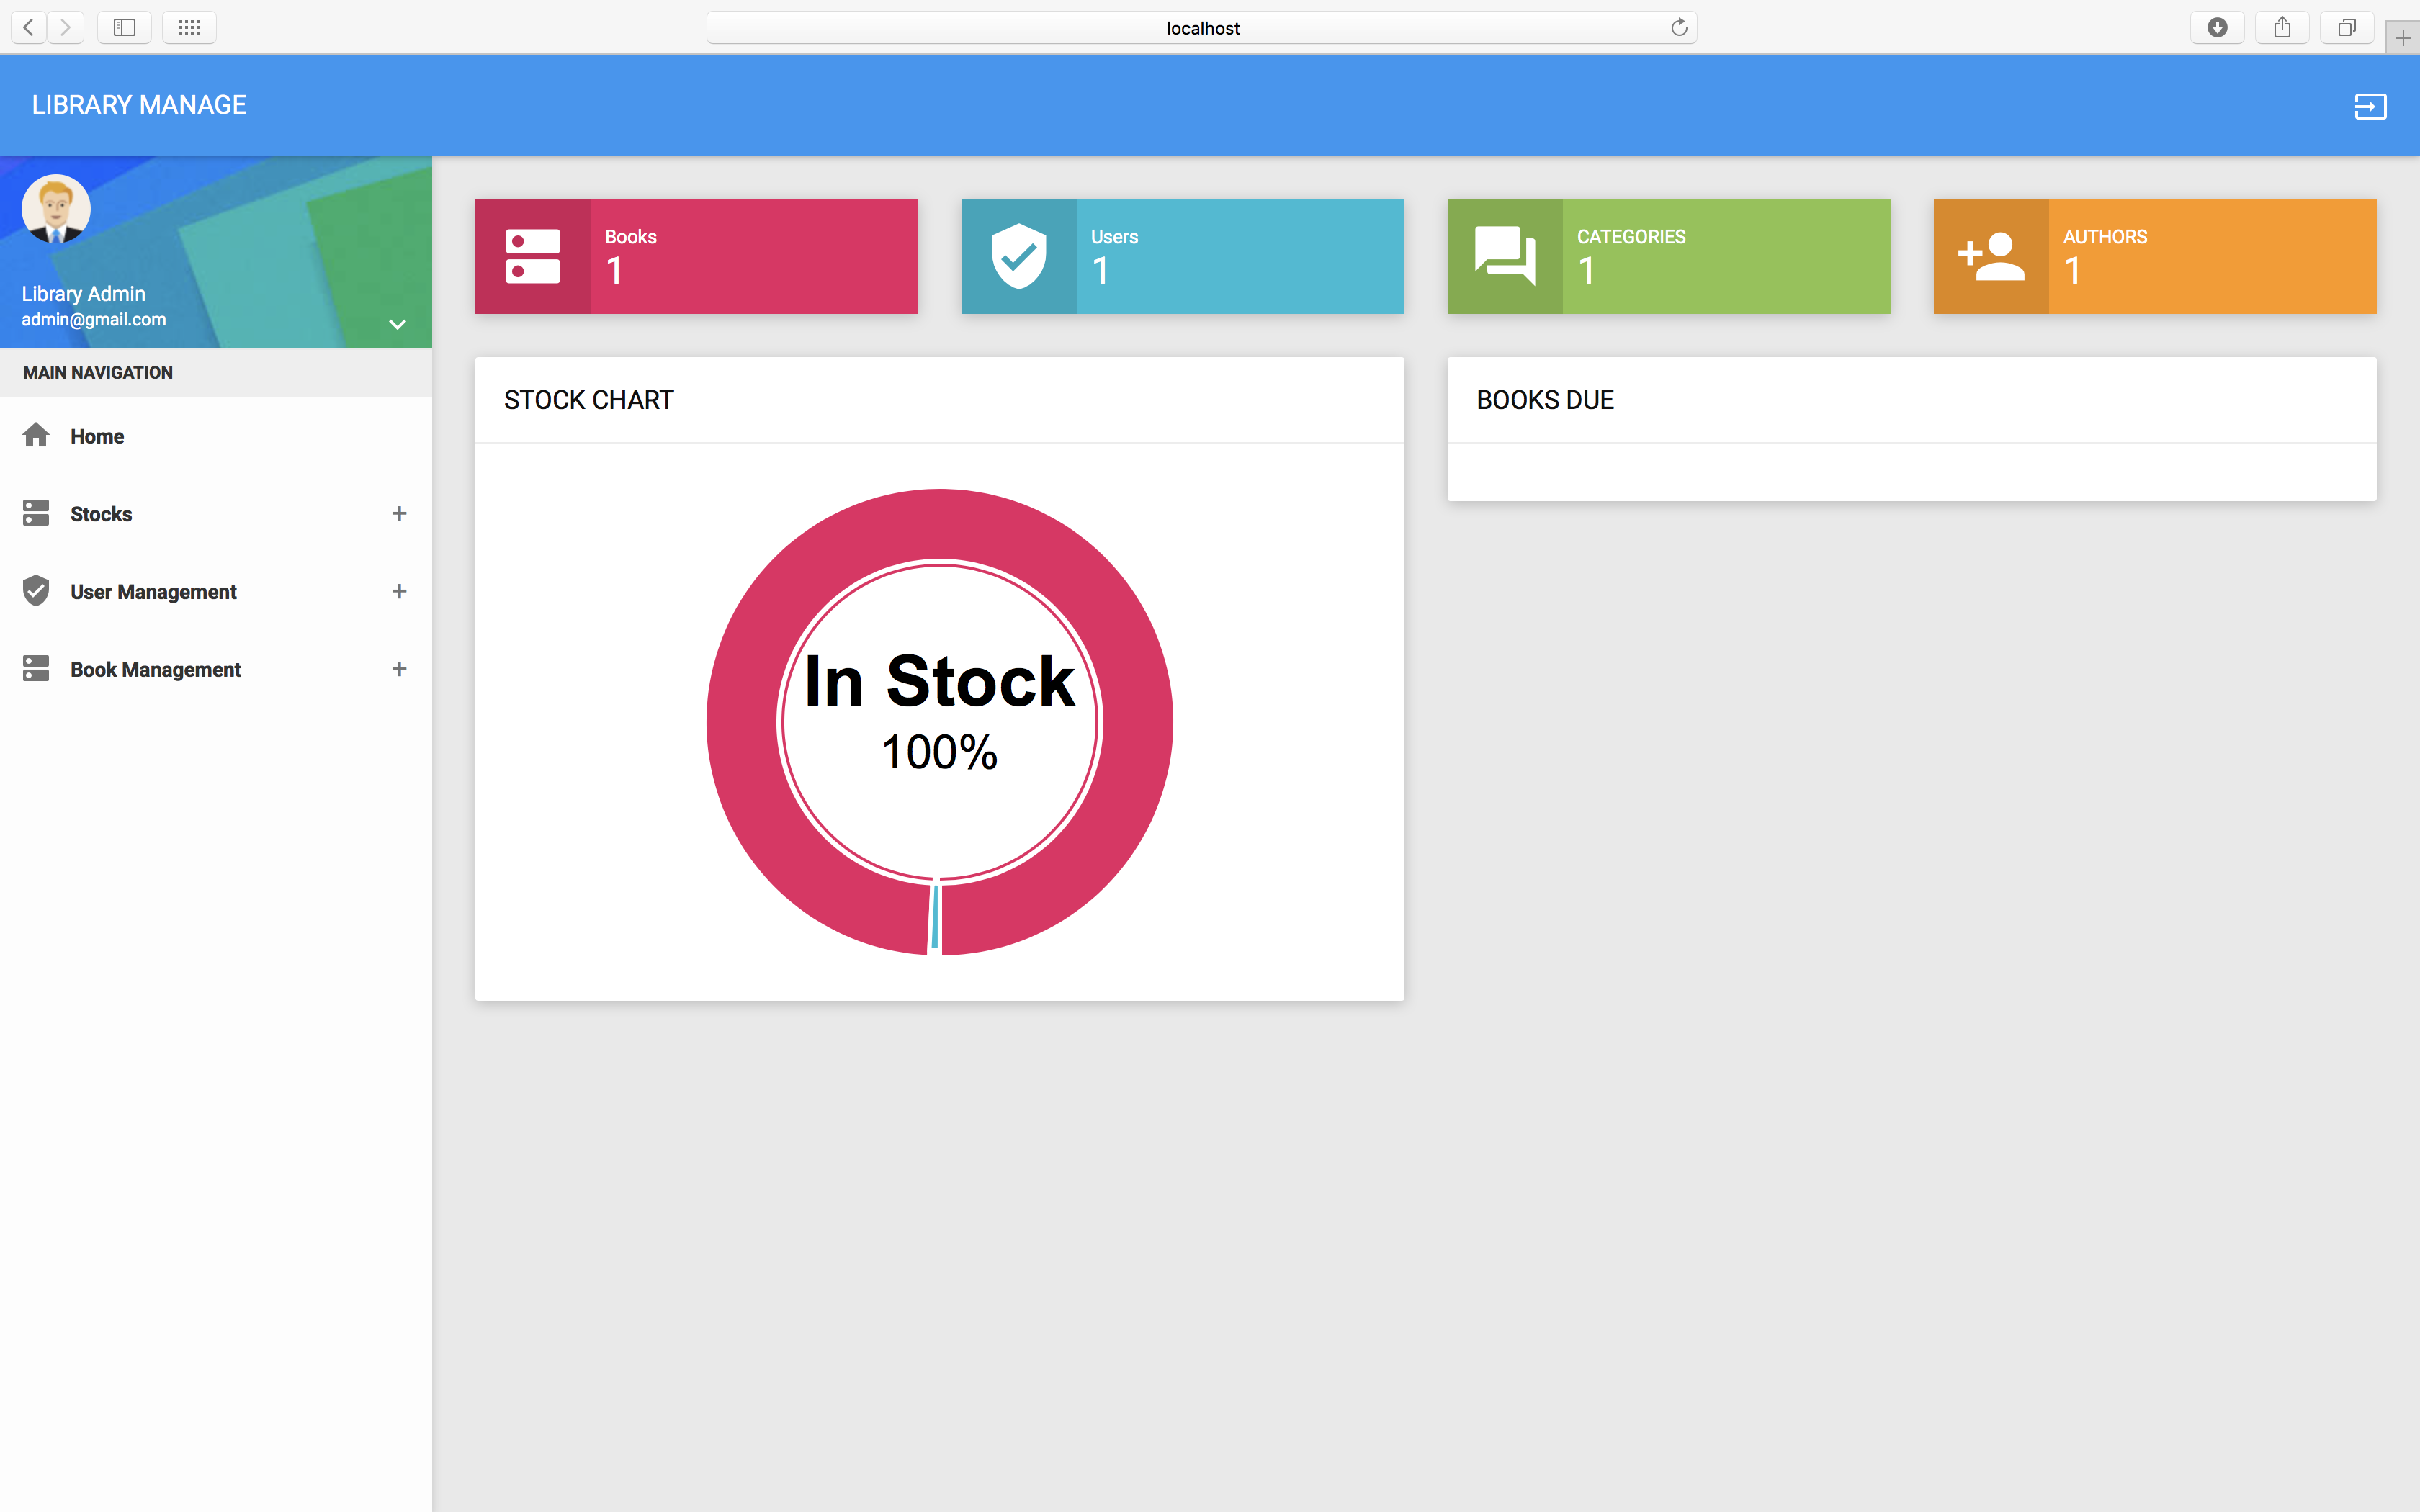 localhost
LIBRARY MANAGE
Library Admin
admin@gmail.com
MAIN NAVIGATION
Home
Stocks
User Management
Book Management
Books
1
Users
1
CATEGORIES
1
AUTHORS
1
STOCK CHART
In Stock
100%
BOOKS DUE